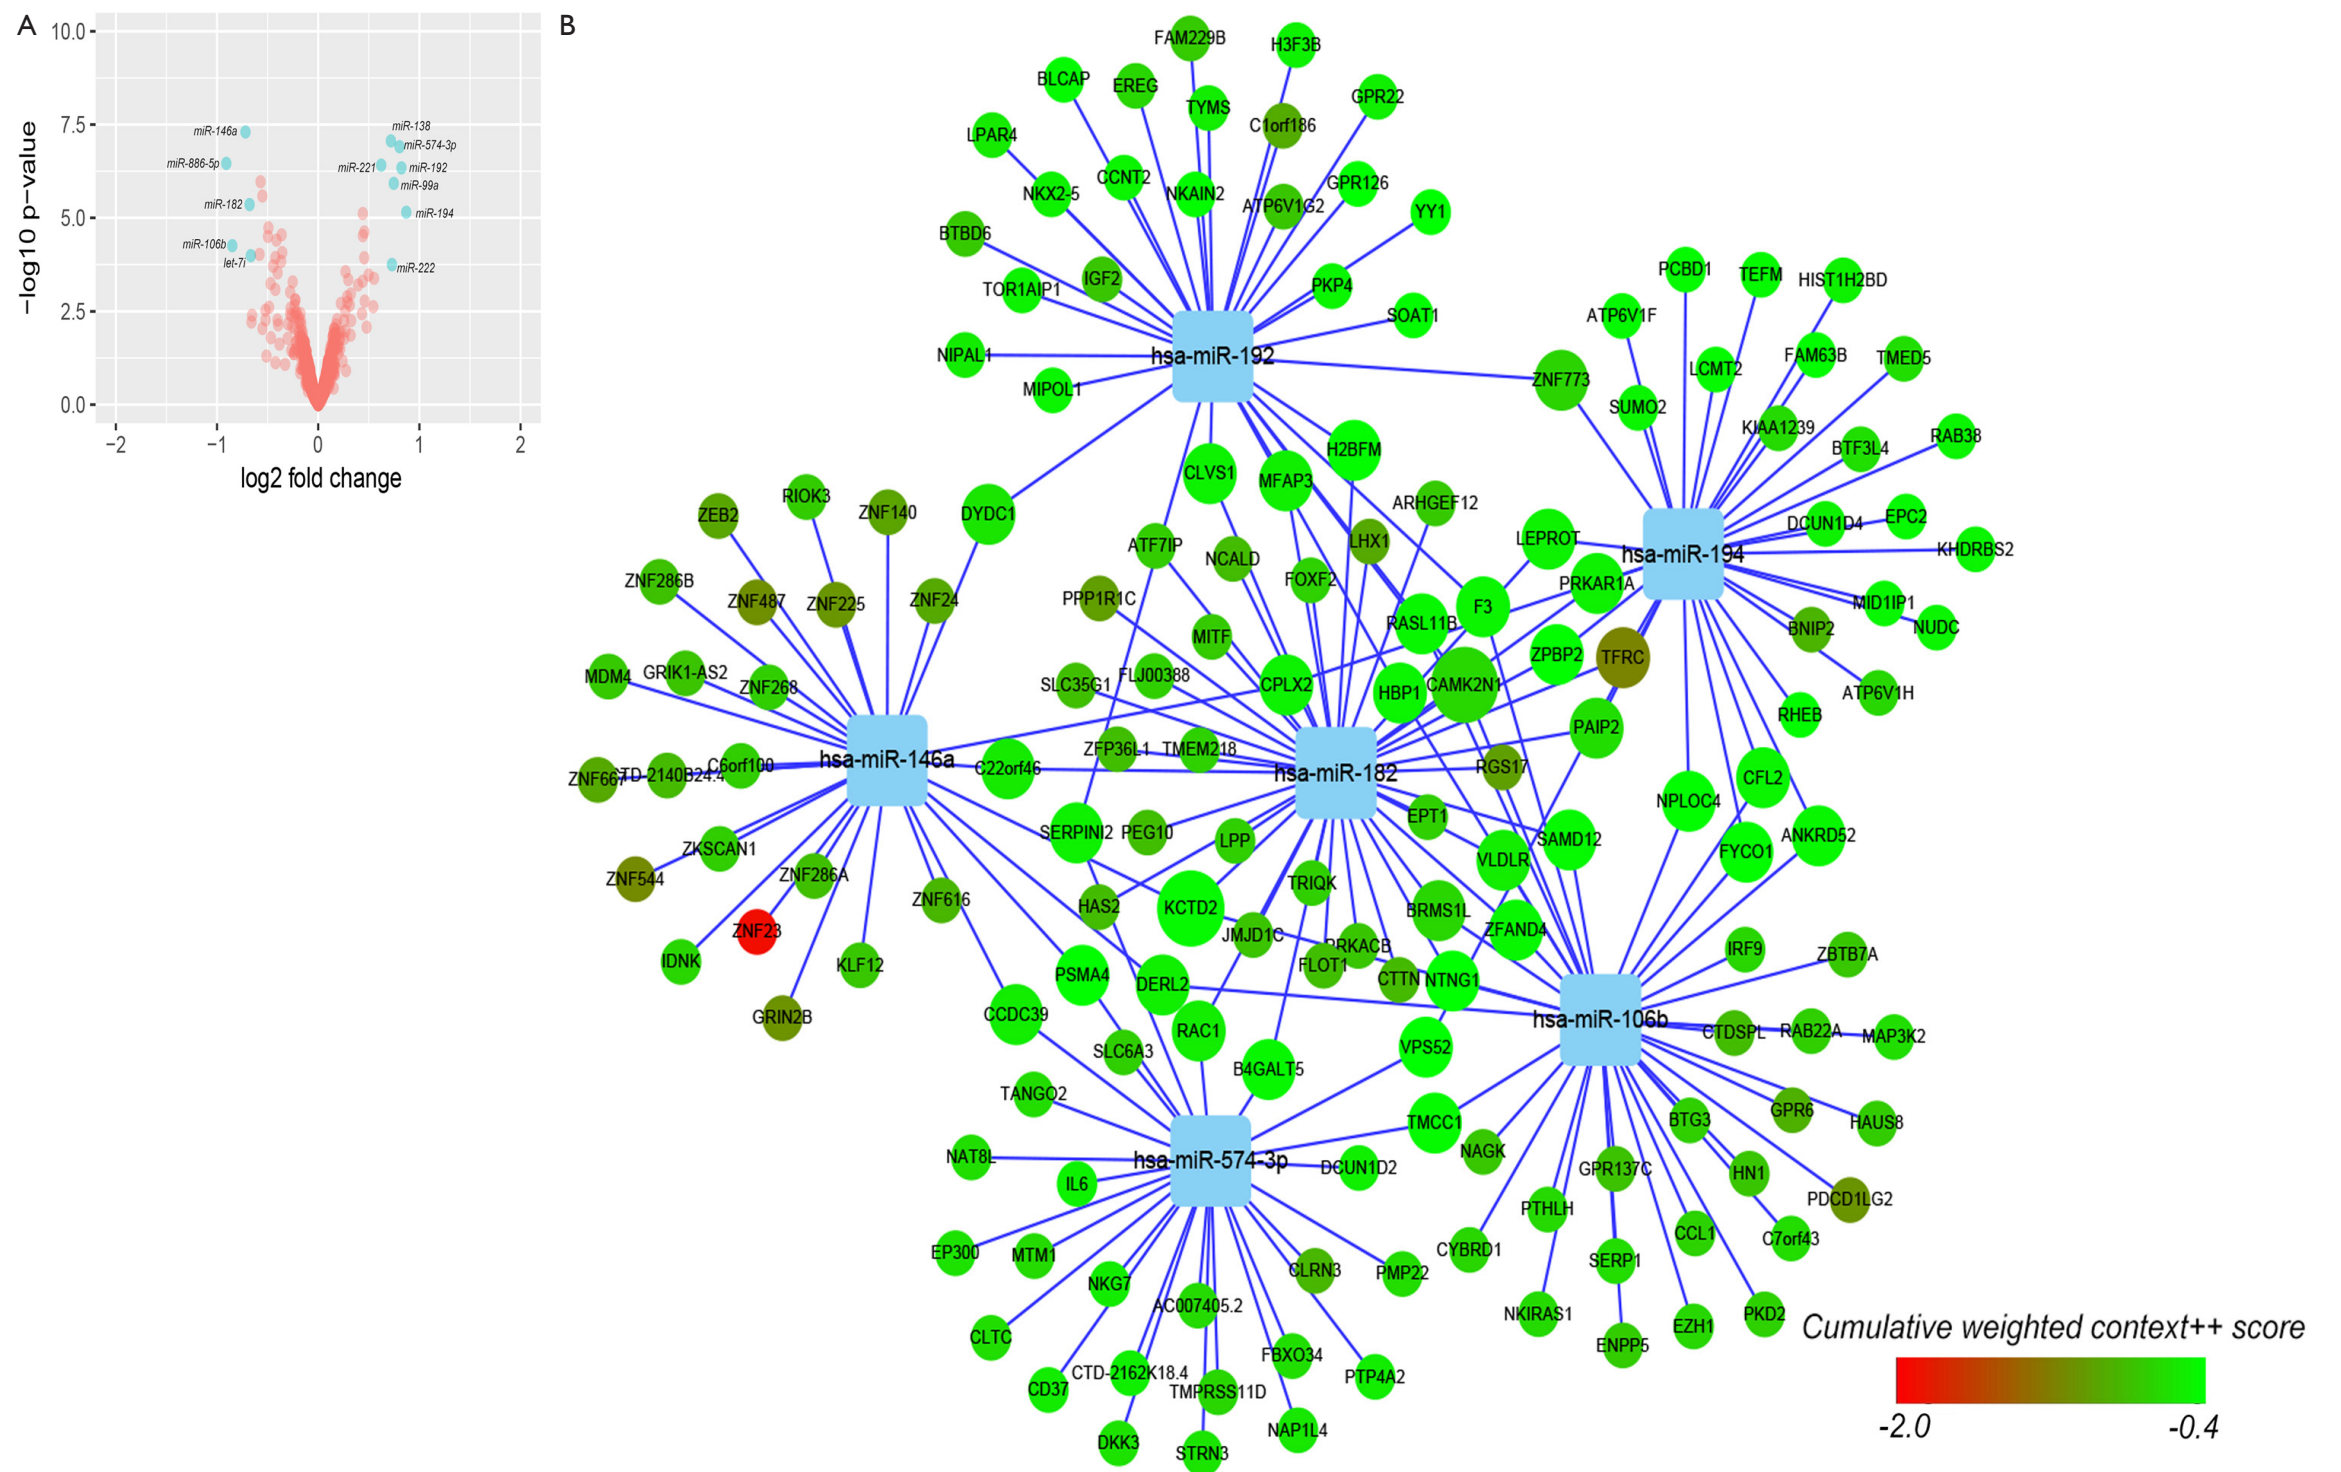 A
B
10.0
7.5
5.0
2.5
0.0
−log10 p−value
−2
−1
0
1
2
log2 fold change
miR-146a
miR-138
miR-574-3p
miR-886-5p
miR-221
miR-192
miR-99a
miR-182
miR-194
miR-106b
let-7i
miR-222
FAM229B
H3F3B
BLCAP
EREG
TYMS
GPR22
C1orf186
LPAR4
CCNT2
NKX2-5
NKAIN2
GPR126
ATP6V1G2
YY1
BTBD6
IGF2
TOR1AIP1
PKP4
SOAT1
NIPAL1
hsa-miR-192
MIPOL1
ZNF773
PCBD1
TEFM
HIST1H2BD
ATP6V1F
LCMT2
FAM63B
TMED5
SUMO2
KIAA1239
BTF3L4
RAB38
DCUN1D4
EPC2
KHDRBS2
hsa-miR-194
LEPROT
PRKAR1A
MID1IP1
BNIP2
NUDC
ATP6V1H
RHEB
H2BFM
CLVS1
MFAP3
ARHGEF12
DYDC1
ATF7IP
NCALD
LHX1
FOXF2
PPP1R1C
MITF
RASL11B
F3
ZPBP2
TFRC
SLC35G1
FLJ00388
CPLX2
HBP1
CAMK2N1
PAIP2
ZEB2
RIOK3
ZNF140
ZNF286B
ZNF487
ZNF225
ZNF24
MDM4
GRIK1-AS2
ZNF268
ZNF667
CTD-2140B24.4
C6orf100
hsa-miR-146a
C22orf46
ZFP36L1
TMEM218
hsa-miR-182
RGS17
ZKSCAN1
ZNF544
ZNF286A
ZNF616
ZNF23
IDNK
KLF12
GRIN2B
SERPINI2
PEG10
LPP
EPT1
SAMD12
VLDLR
NPLOC4
CFL2
FYCO1
ANKRD52
HAS2
KCTD2
TRIQK
JMJD1C
PRKACB
FLOT1
CTTN
BRMS1L
ZFAND4
NTNG1
IRF9
ZBTB7A
PSMA4
DERL2
CCDC39
RAC1
SLC6A3
B4GALT5
VPS52
hsa-miR-106b
CTDSPL
RAB22A
MAP3K2
TANGO2
TMCC1
NAGK
BTG3
GPR6
HAUS8
NAT8L
hsa-miR-574-3p
DCUN1D2
IL6
GPR137C
HN1
PDCD1LG2
PTHLH
EP300
MTM1
NKG7
CLRN3
PMP22
CYBRD1
CCL1
C7orf43
SERP1
AC007405.2
CLTC
FBXO34
NKIRAS1
ENPP5
EZH1
PKD2
CD37
CTD-2162K18.4
TMPRSS11D
PTP4A2
DKK3
STRN3
NAP1L4
Cumulative weighted context++ score
-2.0
-0.4